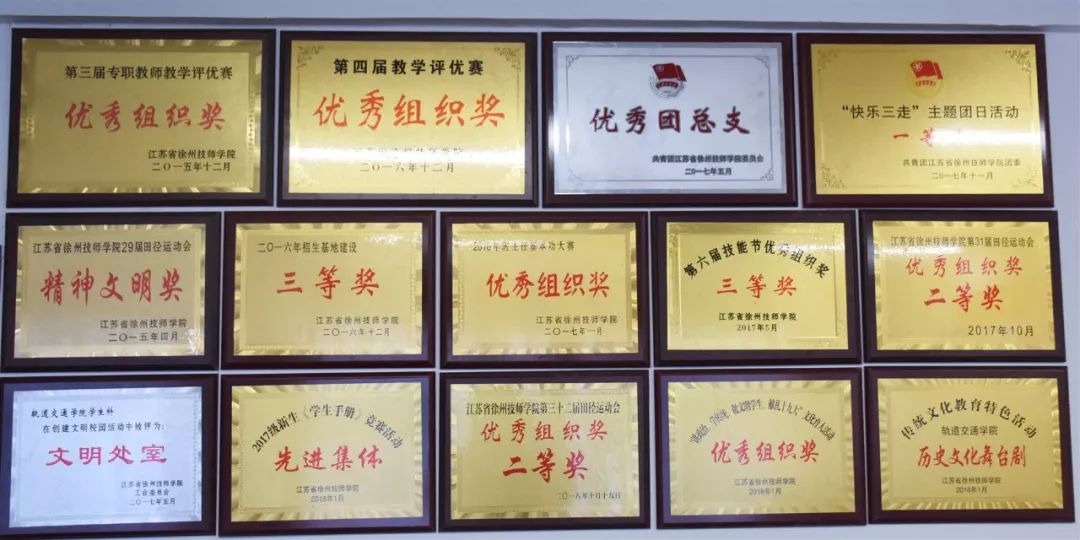 第三届专职教师教学评优赛
优秀组织奖
江苏省徐州技师学院
二〇一五年十二月
第四届教学评优赛
优秀组织奖
二〇一六年十二月
优秀团总支
共青团江苏省徐州技师学院委员会
二〇一七年五月
“快乐三走”主题团日活动
一等
共青团江苏省徐州技师学院团委
二〇一七年十一月
江苏省徐州技师学院29届田径运动会
精神文明奖
江苏省徐州技师学院
二〇一五年四月
二〇一六年招生基地建设
三等奖
江苏省徐州技师学院
二〇一六年十二月
2016年班主任基本功大赛
优秀组织奖
江苏省徐州技师学院
二〇一七年一月
第六届技能节优秀组织奖
三等奖
江苏省徐州技师学院
2017年5月
江苏省徐州技师学院第31届田径运动会
优秀组织奖
二等奖
2017年10月
轨道交通学院学生科
在创建文明校园活动中被评为:
文明处室
江苏省徐州技师学院
工会委员会
二〇一七年五月
2017级新生《学生手册》竞赛活动
先进集体
江苏省徐州技师学院
2018年1月
江苏省徐州技师学院第三十二届田径运动会
优秀组织奖
二等奖
二〇一八年十月十九日
优秀组织奖
江苏省徐州技师学院
2018年1月
传统文化教育特色活动
轨道交通学院
历史文化舞台剧
江苏省徐州技师学院
2018年1月